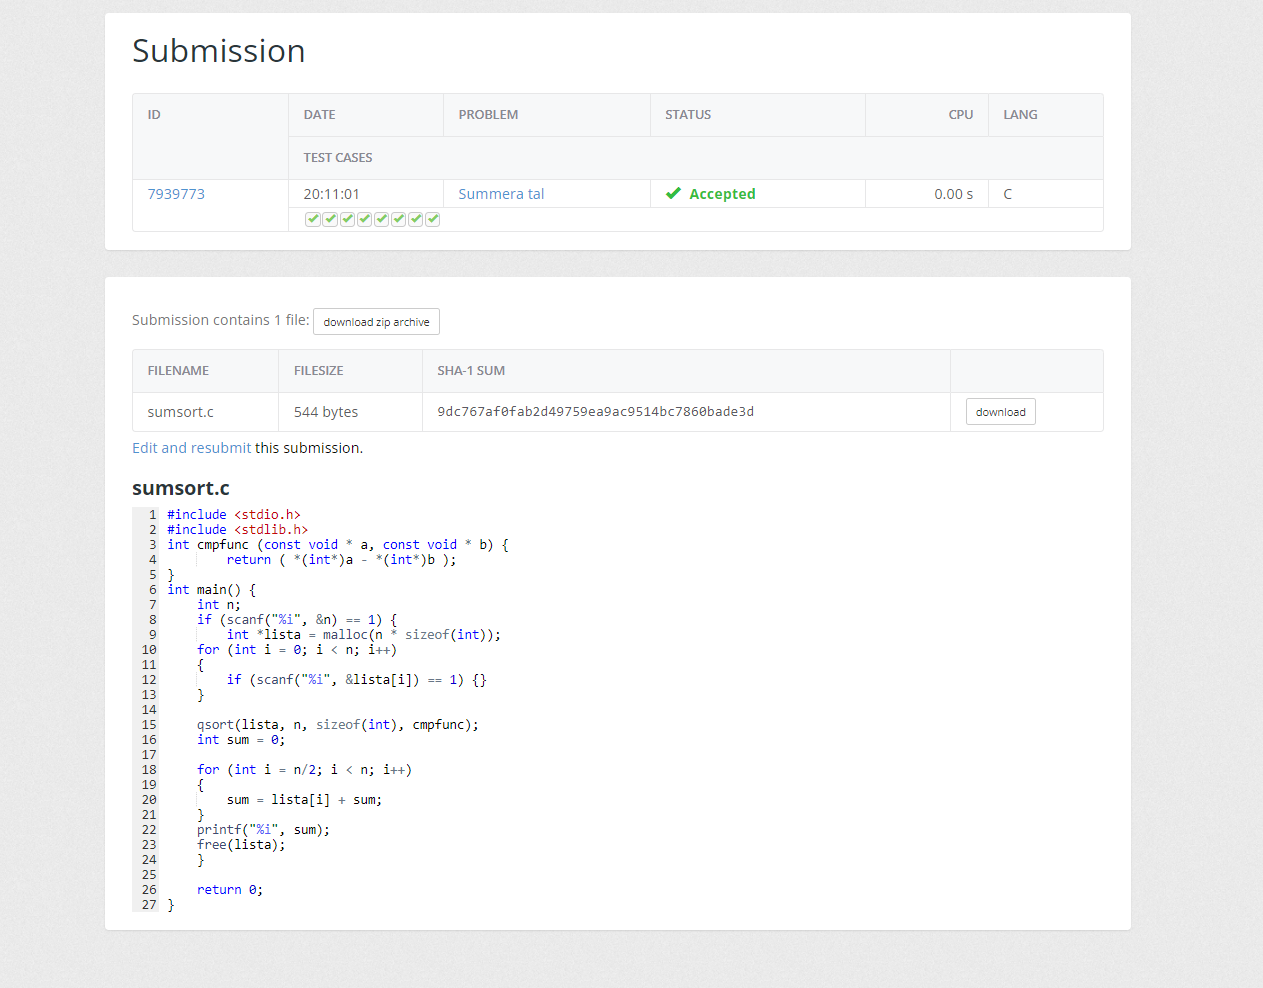 Submission
ID DATE PROBLEM STATUS CPU LANG
TEST CASES
7939773 20:11:01 Summera tal Accepted 0.00 s C
Submission contains 1 file: download zip archive
FILENAME FILESIZE SHA-1 SUM
sumsort.c 544 bytes 9dc767af0fab2d49759ea9ac9514bc7860bade3d download
Edit and resubmit this submission.
sumsort.c
1 #include <stdio.h>
2 #include <stdlib.h>
3 int cmpfunc (const void * a, const void * b) {
4         return ( *(int*)a - *(int*)b );
5 }
6 int main() {
7     int n;
8     if (scanf("%i", &n) == 1) {
9         int *lista = malloc(n * sizeof(int));
10     for (int i = 0; i < n; i++)
11     {
12         if (scanf("%i", &lista[i]) == 1) {}
13     }
14
15     qsort(lista, n, sizeof(int), cmpfunc);
16     int sum = 0;
17
18     for (int i = n/2; i < n; i++)
19     {
20         sum = lista[i] + sum;
21     }
22     printf("%i", sum);
23     free(lista);
24     }
25
26     return 0;
27 }